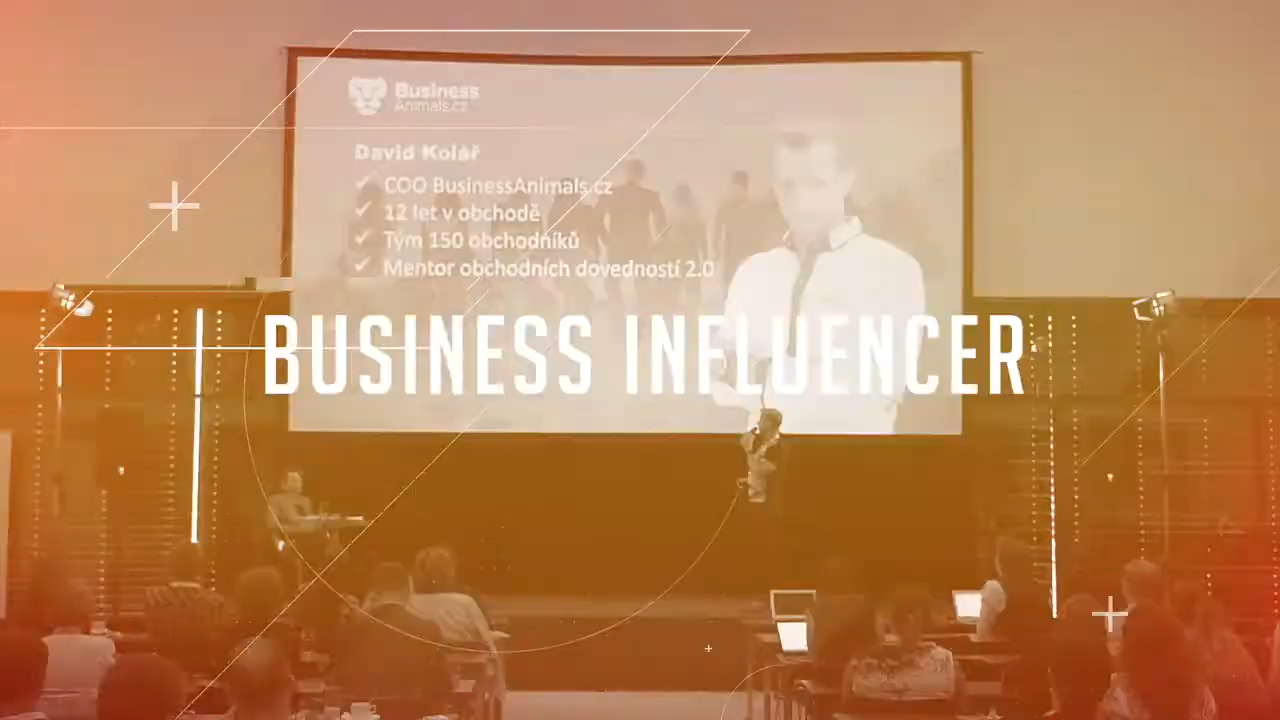 Business
Animals.cz
David Kolář
COO BusinessAnimals.cz
12 let v obchodě
Tým 150 obchodníků
Mentor obchodních dovedností 2.0
BUSINESS INFLUENCER